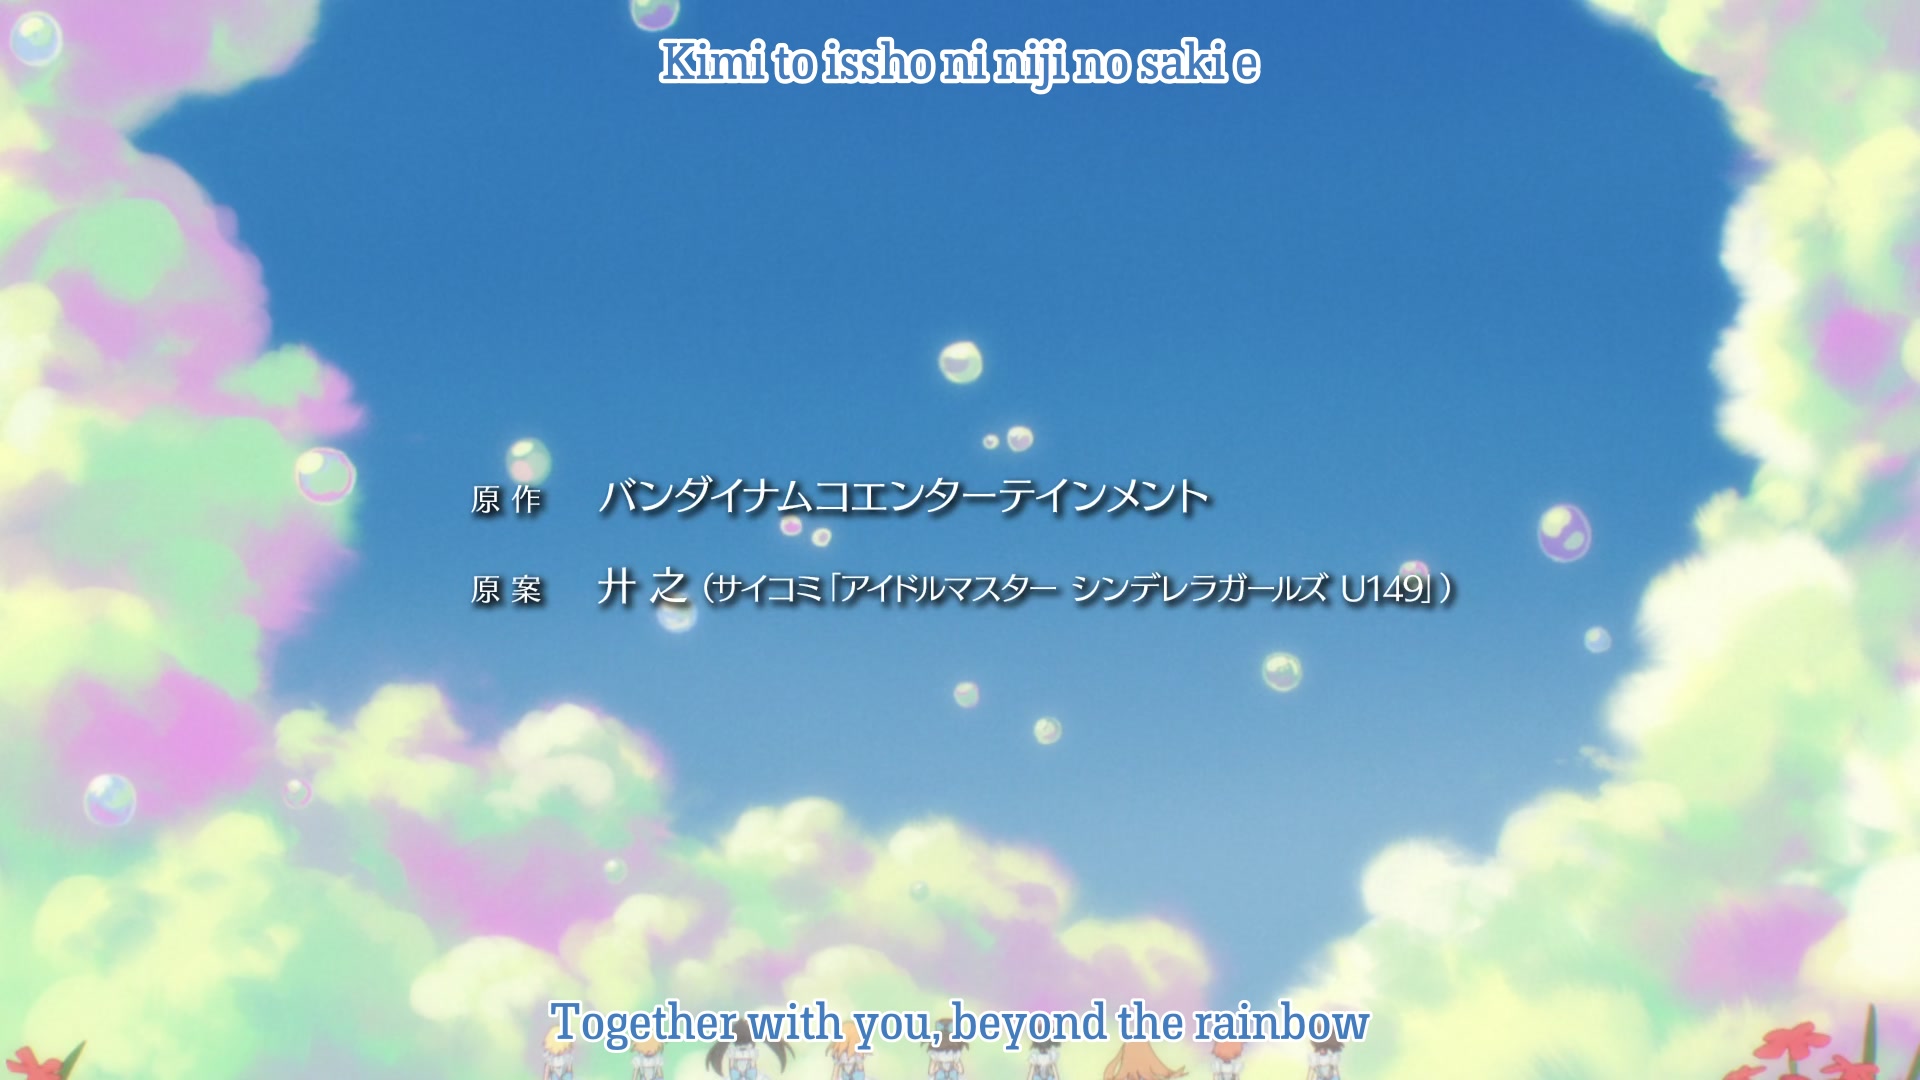 Kimi to issho ni niji no saki e
原作 バンダイナムコエンターテインメント
原案 廾之（サイコミ「アイドルマスター シンデレラガールズ U149」）
Together with you, beyond the rainbow